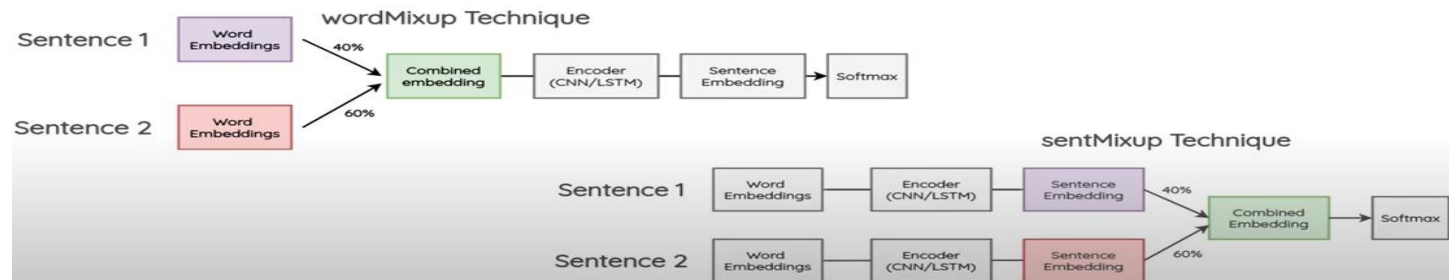 wordMixup Technique
Sentence 1
Word
Embeddings
40%
Combined
embedding
Encoder
(CNN/LSTM)
Sentence
Embedding
Softmax
60%
Sentence 2
Word
Embeddings
sentMixup Technique
Sentence 1
Word
Embeddings
Encoder
(CNN/LSTM)
Sentence
Embedding
40%
Combined
Embedding
Softmax
60%
Sentence 2
Word
Embeddings
Encoder
(CNN/LSTM)
Sentence
Embedding